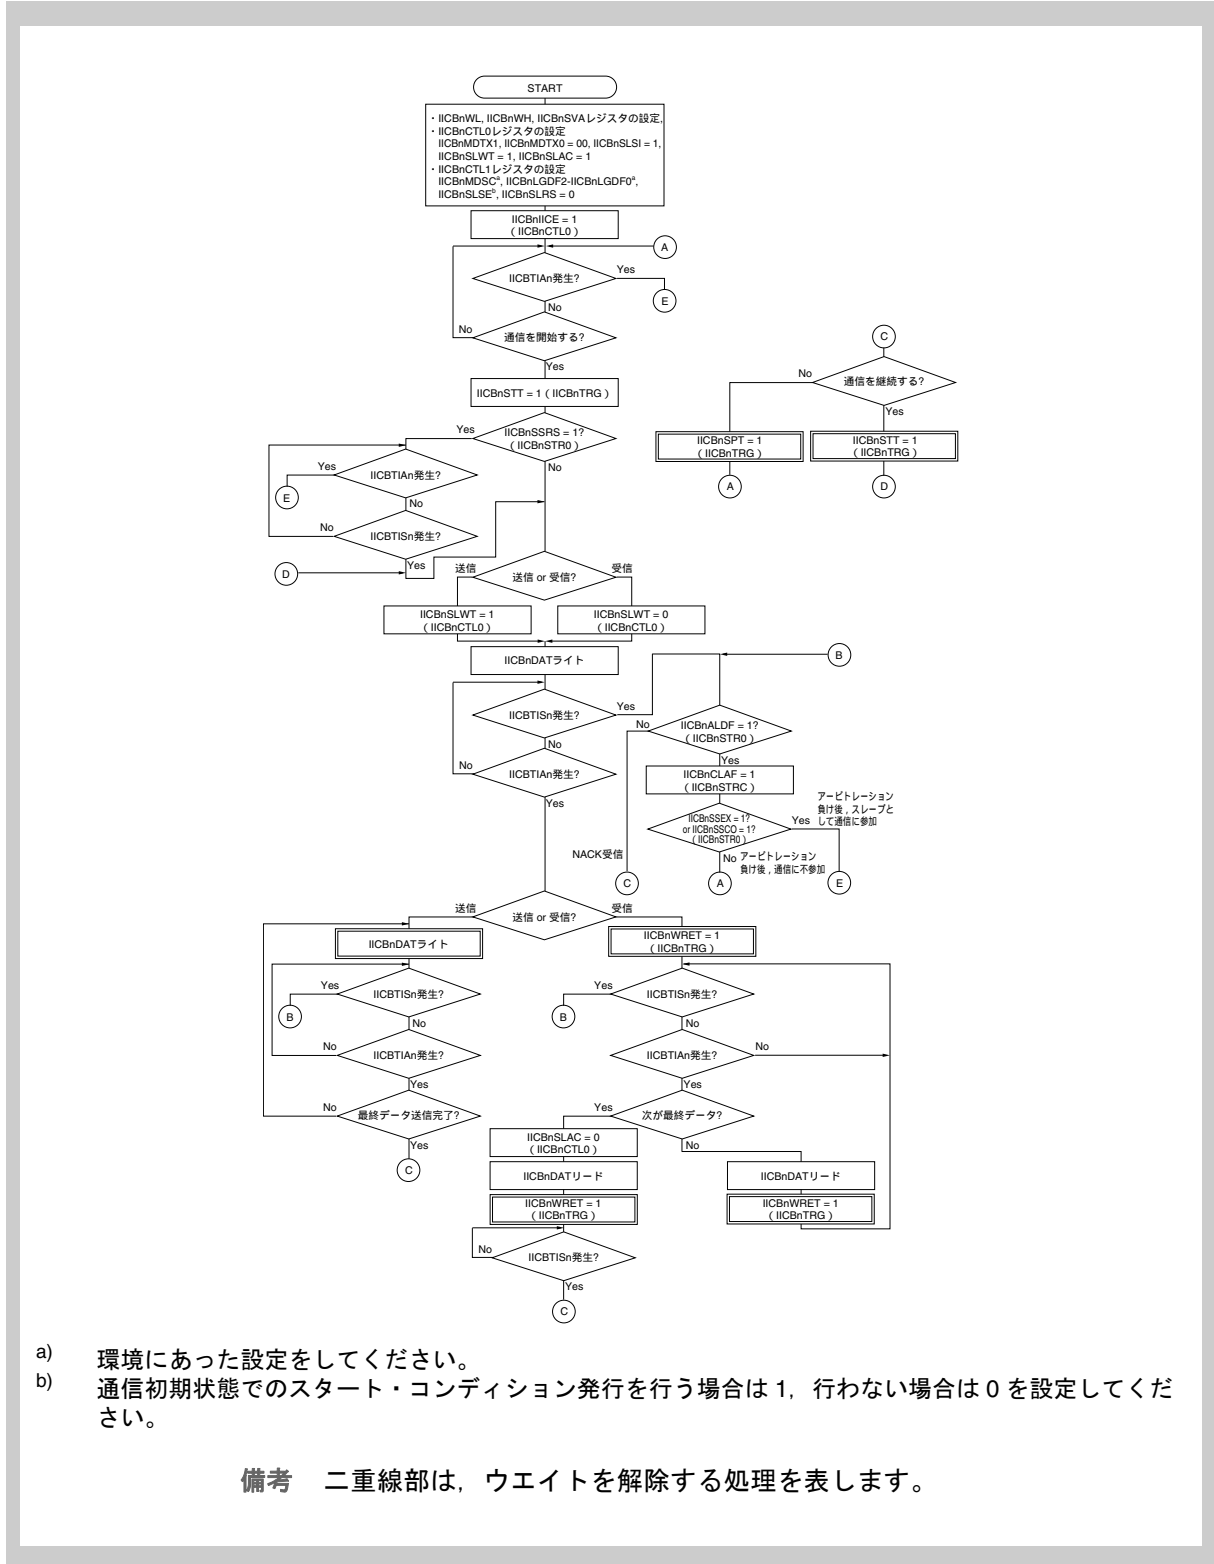 START
・IICBnWL, IICBnWH, IICBnSVAレジスタの設定,
・IICBnCTL0レジスタの設定
IICBnMDTX1, IICBnMDTX0 = 00, IICBnSLSI = 1,
IICBnSLWT = 1, IICBnSLAC = 1
・IICBnCTL1レジスタの設定
IICBnMDSCa, IICBnLGDF2-IICBnLGDF0a,
IICBnSLSEb, IICBnSLRS = 0
IICBnIICE = 1
（IICBnCTL0）
A
IICBTIAn発生?
Yes
E
No
通信を開始する?
No
Yes
IICBnSTT = 1（IICBnTRG）
C
通信を継続する?
No
Yes
IICBnSPT = 1
（IICBnTRG）
A
IICBnSTT = 1
（IICBnTRG）
D
IICBnSSRS = 1?
（IICBnSTR0）
Yes
No
IICBTIAn発生?
Yes
E
No
IICBTISn発生?
No
Yes
D
送信 or 受信?
送信
受信
IICBnSLWT = 1
（IICBnCTL0）
IICBnSLWT = 0
（IICBnCTL0）
IICBnDATライト
B
IICBTISn発生?
Yes
No
IICBTIAn発生?
No
Yes
IICBnALDF = 1?
（IICBnSTR0）
No
Yes
IICBnCLAF = 1
（IICBnSTRC）
IICBnSSEX = 1?
or IICBnSSCO = 1?
（IICBnSTR0）
Yes
アービトレーション
負け後，スレーブと
して通信に参加
No
アービトレーション
負け後，通信に不参加
NACK受信
C
A
E
送信 or 受信?
送信
受信
IICBnDATライト
IICBTISn発生?
Yes
B
No
IICBTIAn発生?
No
Yes
最終データ送信完了?
No
Yes
C
IICBnWRET = 1
（IICBnTRG）
IICBTISn発生?
Yes
B
No
IICBTIAn発生?
No
Yes
次が最終データ?
Yes
No
IICBnSLAC = 0
（IICBnCTL0）
IICBnDATリード
IICBnWRET = 1
（IICBnTRG）
IICBTISn発生?
No
Yes
C
IICBnDATリード
IICBnWRET = 1
（IICBnTRG）
a) 環境にあった設定をしてください。
b) 通信初期状態でのスタート・コンディション発行を行う場合は 1，行わない場合は 0 を設定してくだ
さい。
備考 二重線部は，ウエイトを解除する処理を表します。